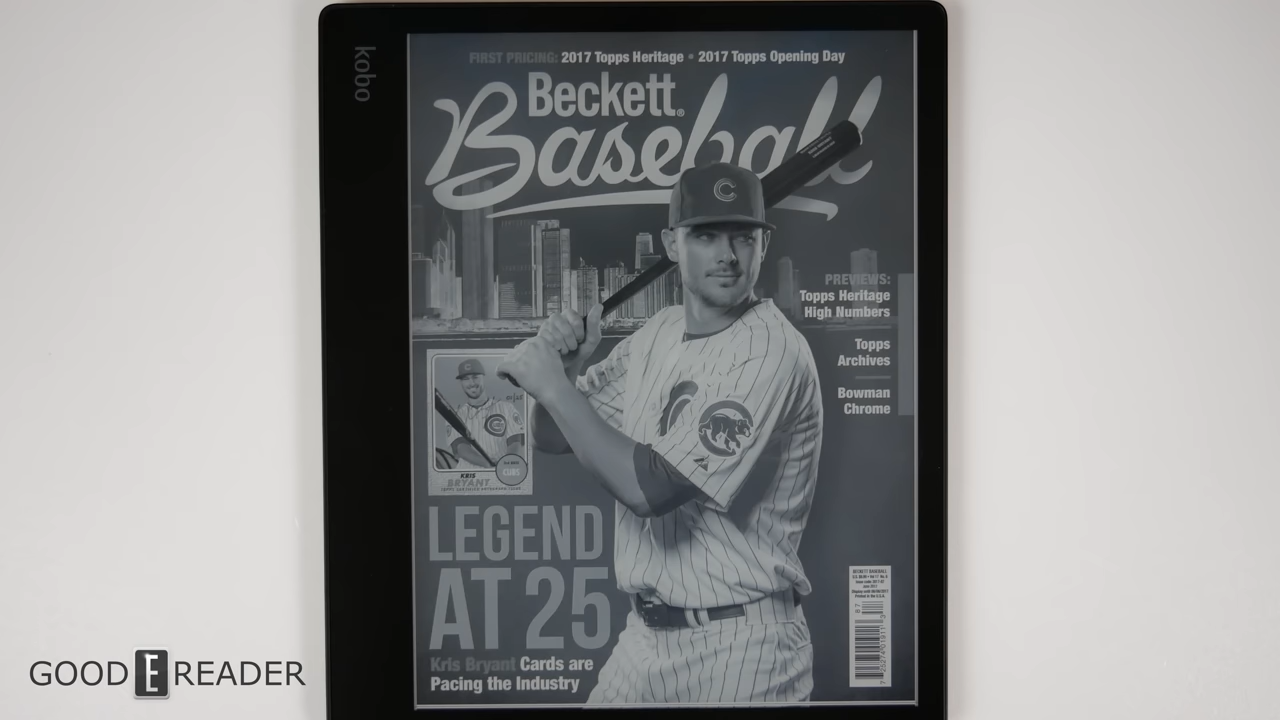 kobo
FIRST PRICING: 2017 Topps Heritage • 2017 Topps Opening Day
Beckett®
Baseball
C
PREVIEWS:
Topps Heritage
High Numbers
Topps
Archives
Bowman
Chrome
KRIS
BRYANT
CUBS
LEGEND
AT 25
Kris Bryant Cards are
Pacing the Industry
BECKETT BASEBALL
GOOD E READER